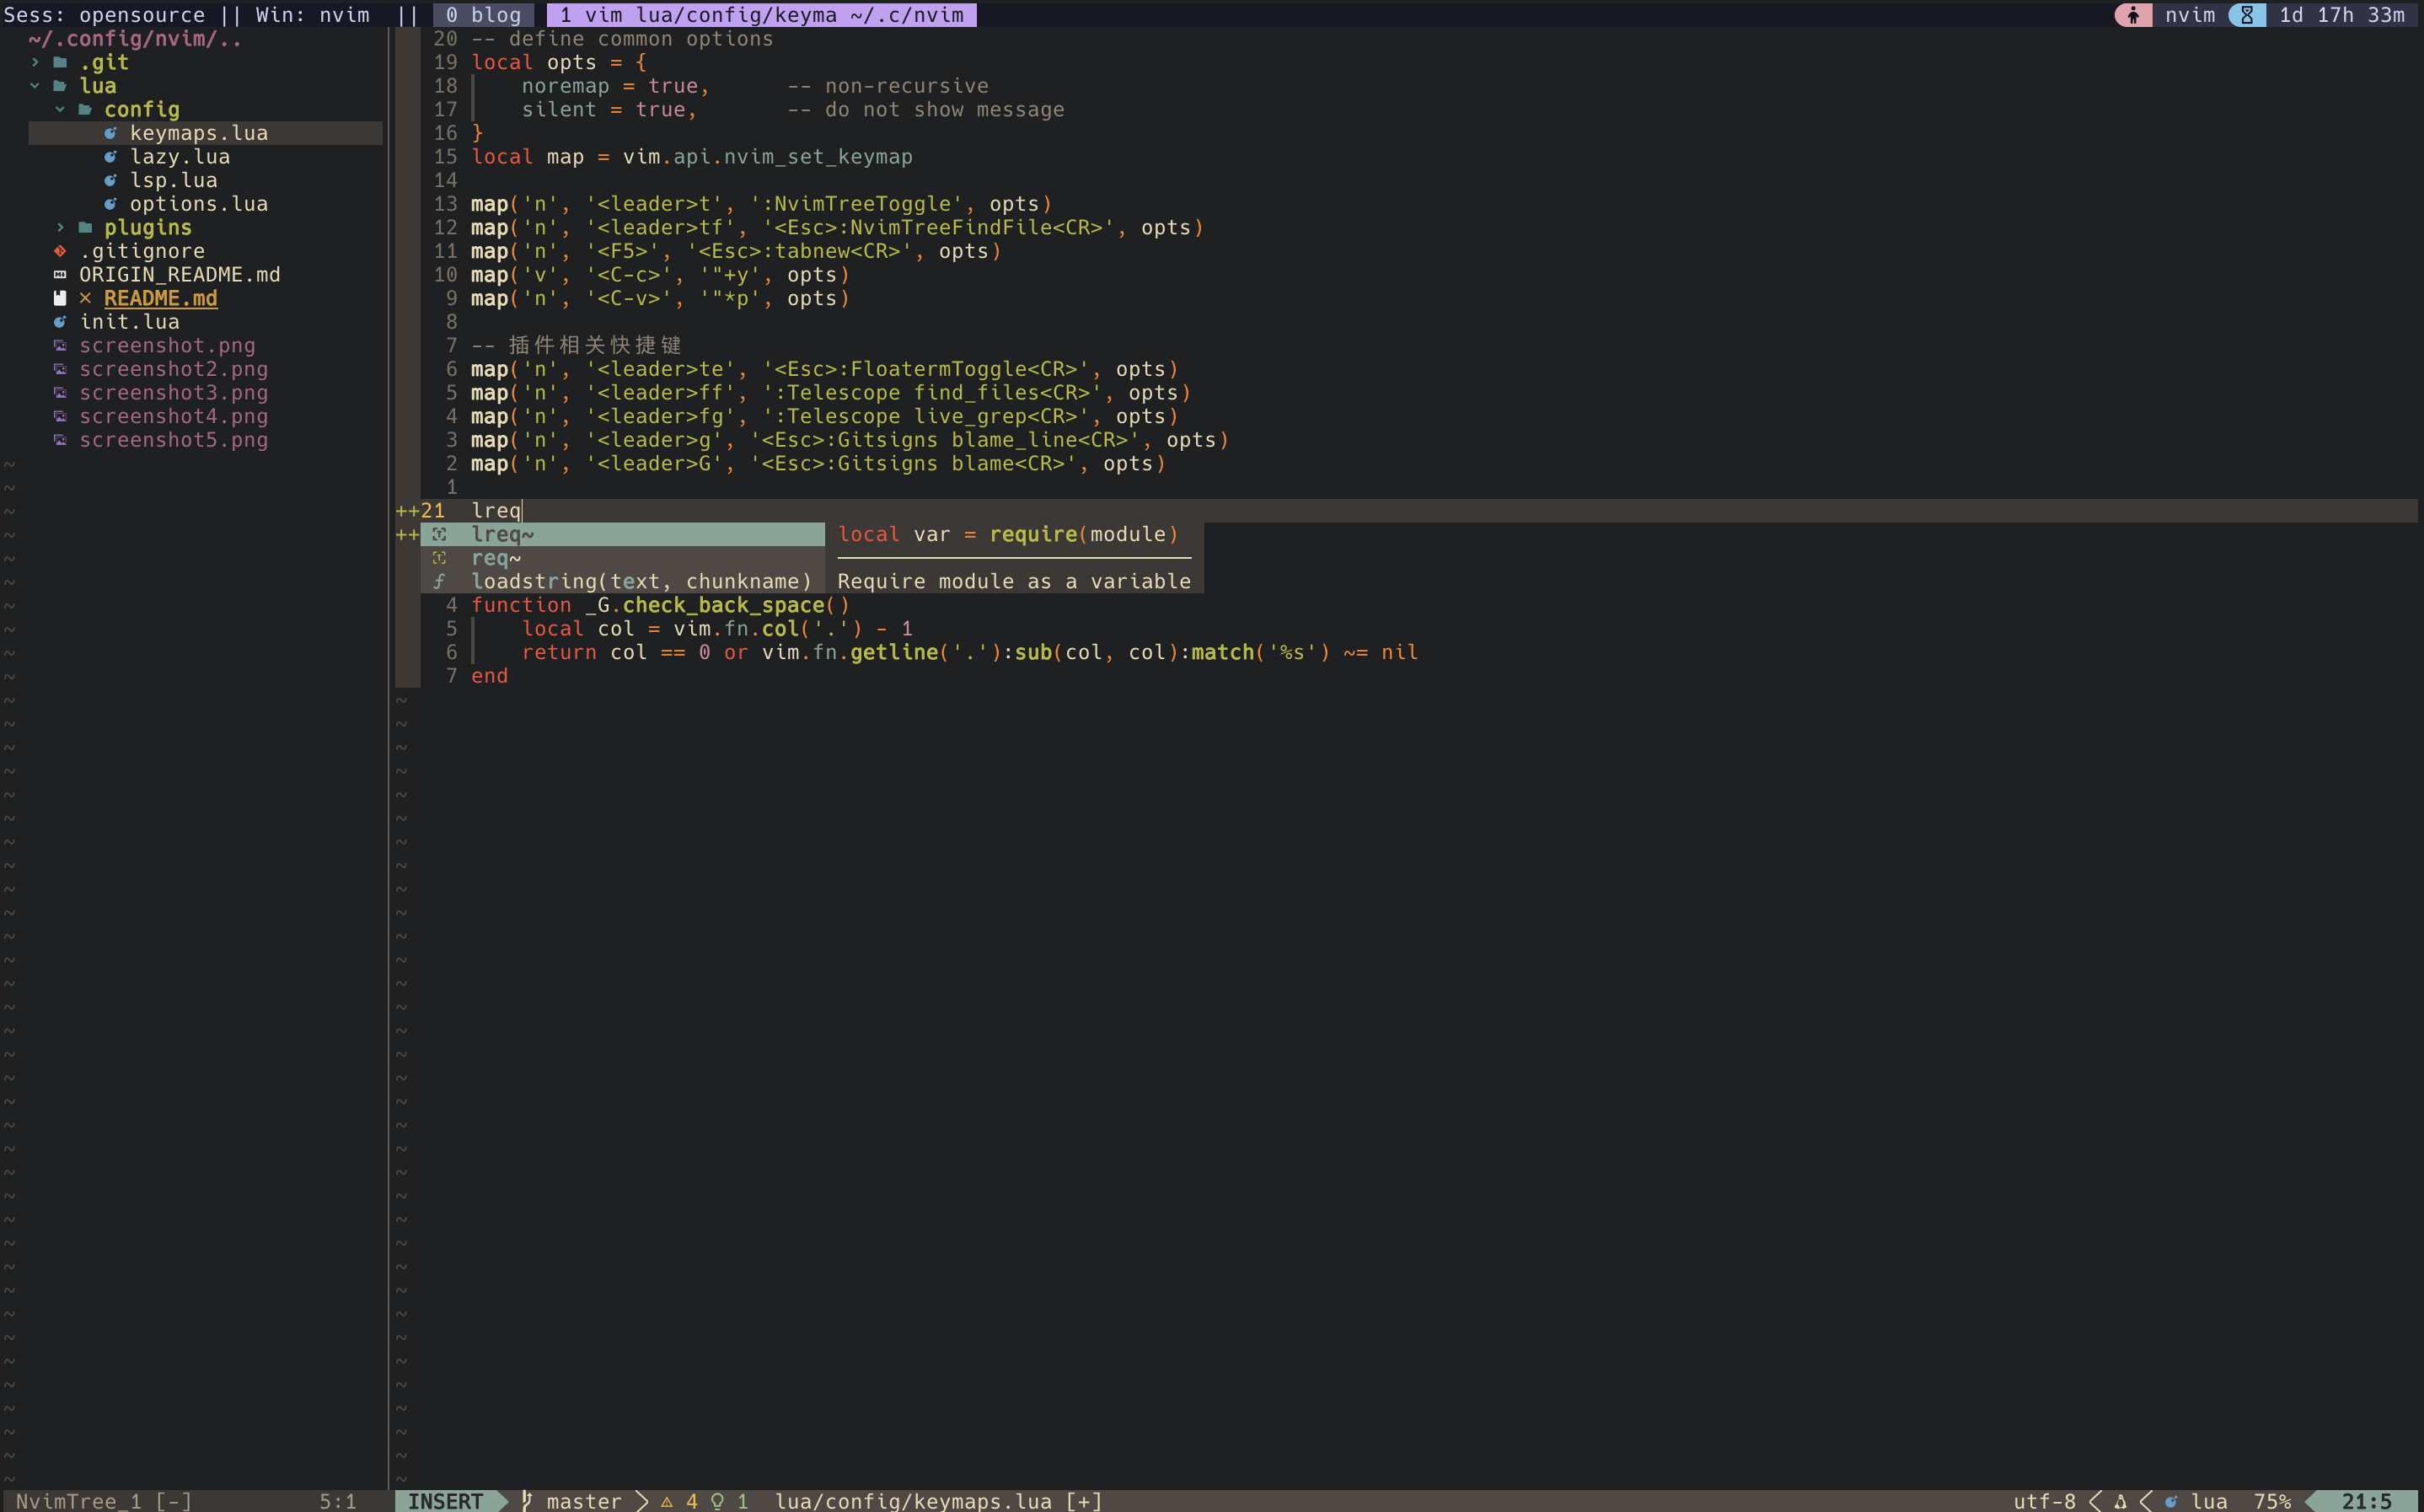 Sess: opensource || Win: nvim || 0 blog 1 vim lua/config/keyma ~/.c/nvim nvim 1d 17h 33m
~/.config/nvim/..
.git
lua
config
keymaps.lua
lazy.lua
lsp.lua
options.lua
plugins
.gitignore
ORIGIN_README.md
README.md
init.lua
screenshot.png
screenshot2.png
screenshot3.png
screenshot4.png
screenshot5.png
20 -- define common options
19 local opts = {
18 noremap = true, -- non-recursive
17 silent = true, -- do not show message
16 }
15 local map = vim.api.nvim_set_keymap
14
13 map('n', '<leader>t', ':NvimTreeToggle', opts)
12 map('n', '<leader>tf', '<Esc>:NvimTreeFindFile<CR>', opts)
11 map('n', '<F5>', '<Esc>:tabnew<CR>', opts)
10 map('v', '<C-c>', '"+y', opts)
9 map('n', '<C-v>', '"*p', opts)
8
7 -- 插件相关快捷键
6 map('n', '<leader>te', '<Esc>:FloatermToggle<CR>', opts)
5 map('n', '<leader>ff', ':Telescope find_files<CR>', opts)
4 map('n', '<leader>fg', ':Telescope live_grep<CR>', opts)
3 map('n', '<leader>g', '<Esc>:Gitsigns blame_line<CR>', opts)
2 map('n', '<leader>G', '<Esc>:Gitsigns blame<CR>', opts)
1
++21 lreq
++ lreq~ local var = require(module)
req~
loadstring(text, chunkname) Require module as a variable
4 function _G.check_back_space()
5 local col = vim.fn.col('.') - 1
6 return col == 0 or vim.fn.getline('.'):sub(col, col):match('%s') ~= nil
7 end
NvimTree_1 [-] 5:1 INSERT master 4 1 lua/config/keymaps.lua [+] utf-8 lua 75% 21:5